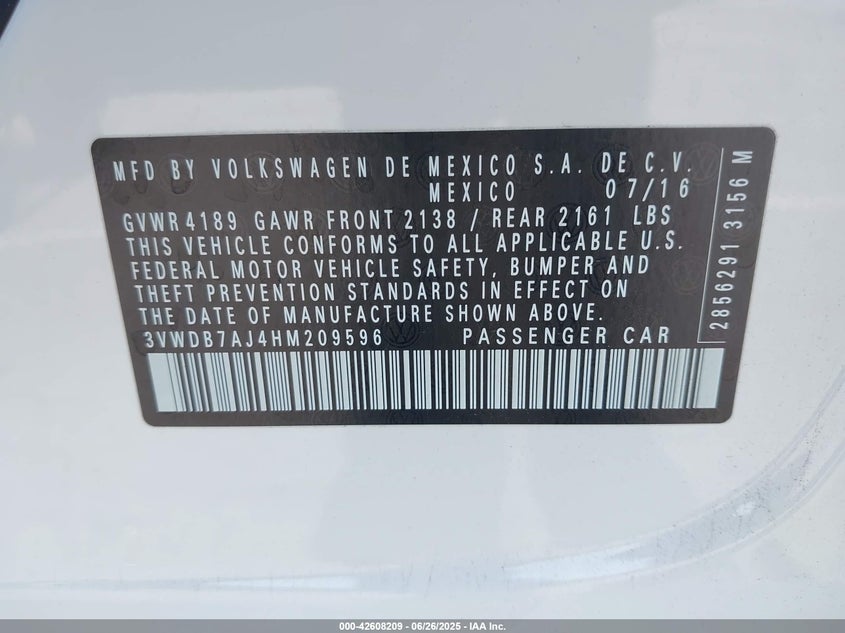 MFD BY VOLKSWAGEN DE MEXICO S.A. DE C.V.
MEXICO 07/16
GVWR 4189 GAWR FRONT 2138 / REAR 2161 LBS
THIS VEHICLE CONFORMS TO ALL APPLICABLE U.S.
FEDERAL MOTOR VEHICLE SAFETY, BUMPER AND
THEFT PREVENTION STANDARDS IN EFFECT ON
THE DATE OF MANUFACTURE SHOWN ABOVE.
3VWDB7AJ4HM209596 PASSENGER CAR
2856291 3156 M
000-42608209 - 06/26/2025 - IAA Inc.